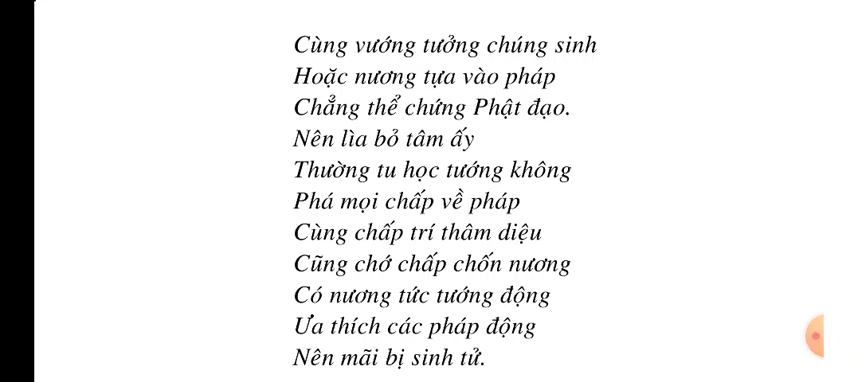 Cùng vướng tưởng chúng sinh
Hoặc nương tựa vào pháp
Chẳng thể chứng Phật đạo.
Nên lìa bỏ tâm ấy
Thường tu học tướng không
Phá mọi chấp về pháp
Cùng chấp trí thâm diệu
Cũng chớ chấp chốn nương
Có nương tức tướng động
Ưa thích các pháp động
Nên mãi bị sinh tử.